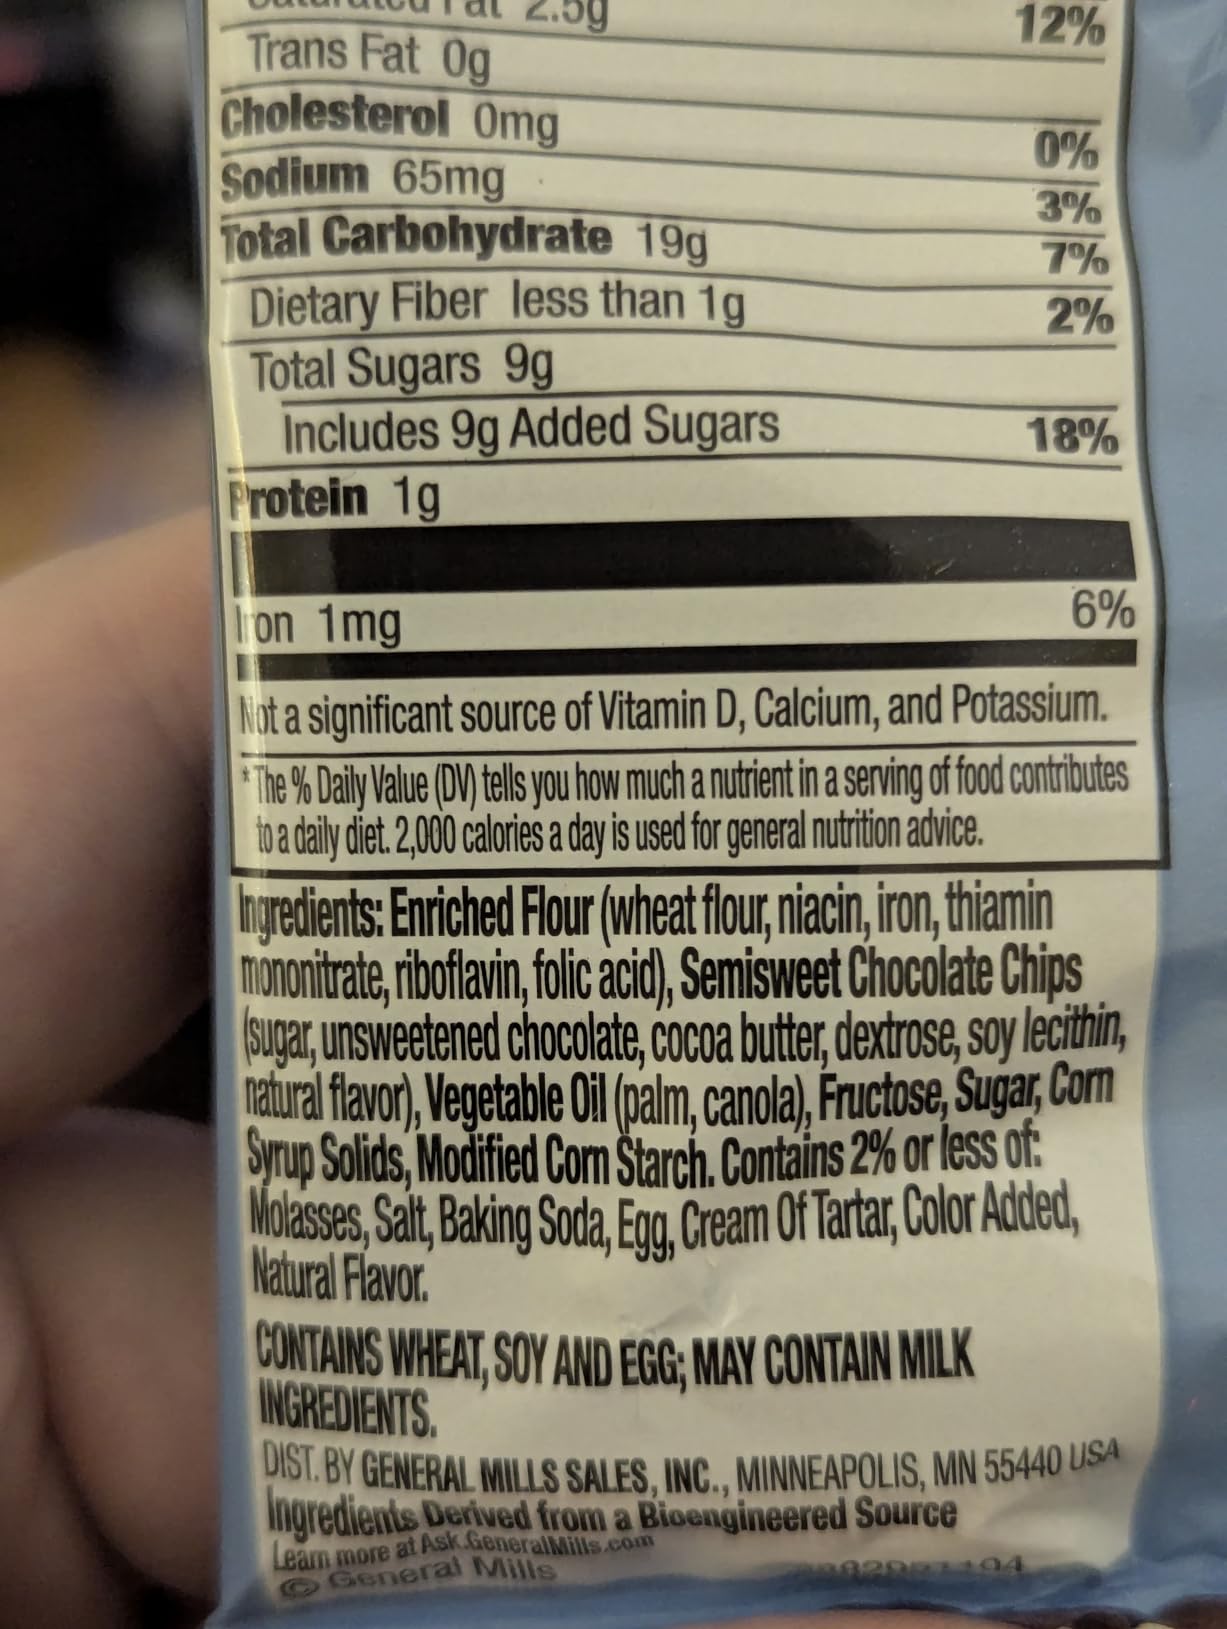 Saturated Fat 2.5g 12%
Trans Fat 0g
Cholesterol 0mg 0%
Sodium 65mg 3%
Total Carbohydrate 19g 7%
Dietary Fiber less than 1g 2%
Total Sugars 9g
Includes 9g Added Sugars 18%
Protein 1g
Iron 1mg 6%
Not a significant source of Vitamin D, Calcium, and Potassium.
*The % Daily Value (DV) tells you how much a nutrient in a serving of food contributes
to a daily diet. 2,000 calories a day is used for general nutrition advice.
Ingredients: Enriched Flour (wheat flour, niacin, iron, thiamin
mononitrate, riboflavin, folic acid), Semisweet Chocolate Chips
(sugar, unsweetened chocolate, cocoa butter, dextrose, soy lecithin,
natural flavor), Vegetable Oil (palm, canola), Fructose, Sugar, Corn
Syrup Solids, Modified Corn Starch. Contains 2% or less of:
Molasses, Salt, Baking Soda, Egg, Cream Of Tartar, Color Added,
Natural Flavor.
CONTAINS WHEAT, SOY AND EGG; MAY CONTAIN MILK
INGREDIENTS.
DIST. BY GENERAL MILLS SALES, INC., MINNEAPOLIS, MN 55440 USA
Ingredients Derived from a Bioengineered Source
Learn more at Ask.GeneralMills.com
© General Mills